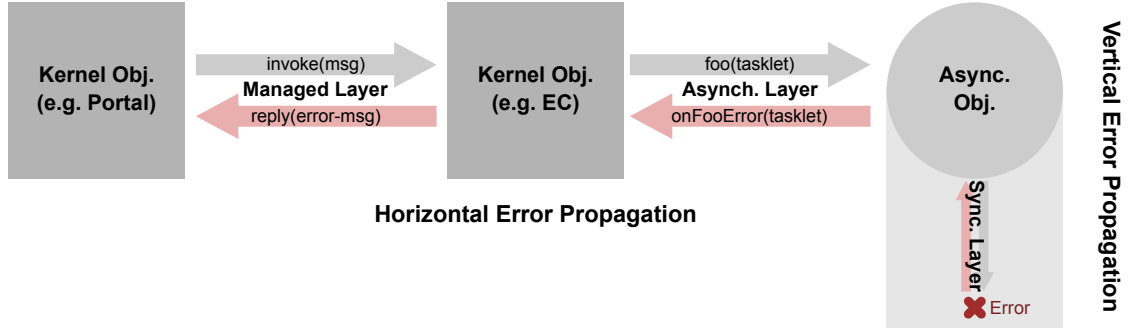 Kernel Obj.
(e.g. Portal)
invoke(msg)
Managed Layer
reply(error-msg)
Kernel Obj.
(e.g. EC)
foo(tasklet)
Asynch. Layer
onFooError(tasklet)
Async.
Obj.
Sync. Layer
Error
Horizontal Error Propagation
Vertical Error Propagation